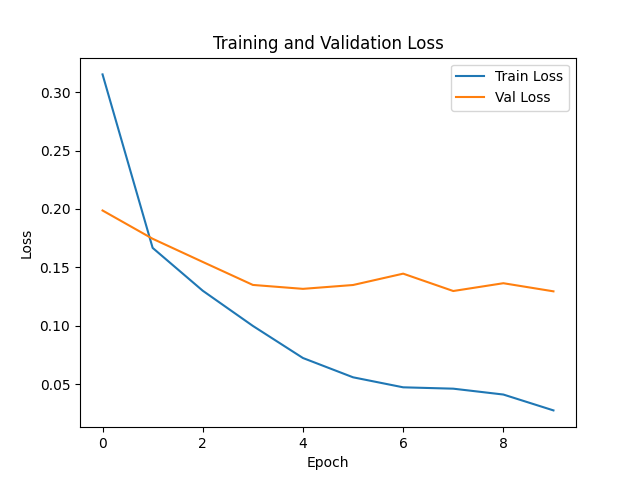 Training and Validation Loss
Train Loss
Val Loss
0.30
0.25
0.20
0.15
0.10
0.05
Loss
0 2 4 6 8
Epoch